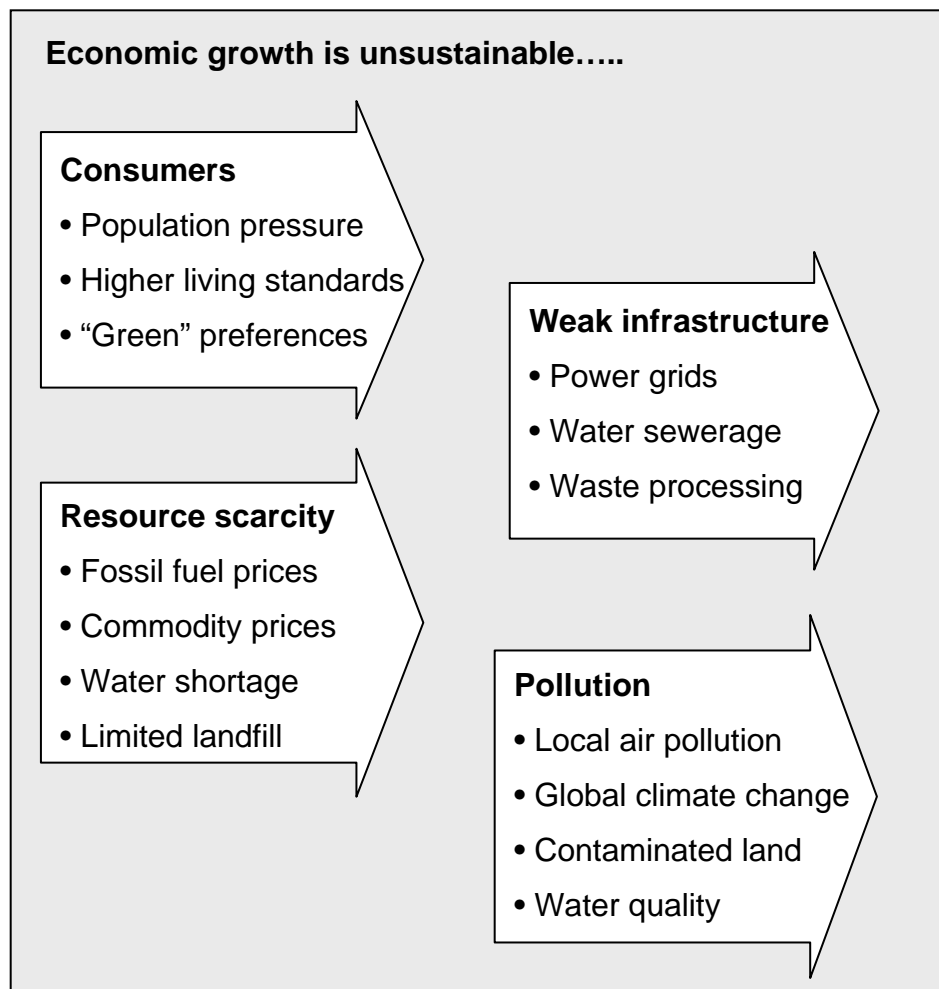 Economic growth is unsustainable…..
Consumers
• Population pressure
• Higher living standards
• “Green” preferences
Resource scarcity
• Fossil fuel prices
• Commodity prices
• Water shortage
• Limited landfill
Weak infrastructure
• Power grids
• Water sewerage
• Waste processing
Pollution
• Local air pollution
• Global climate change
• Contaminated land
• Water quality